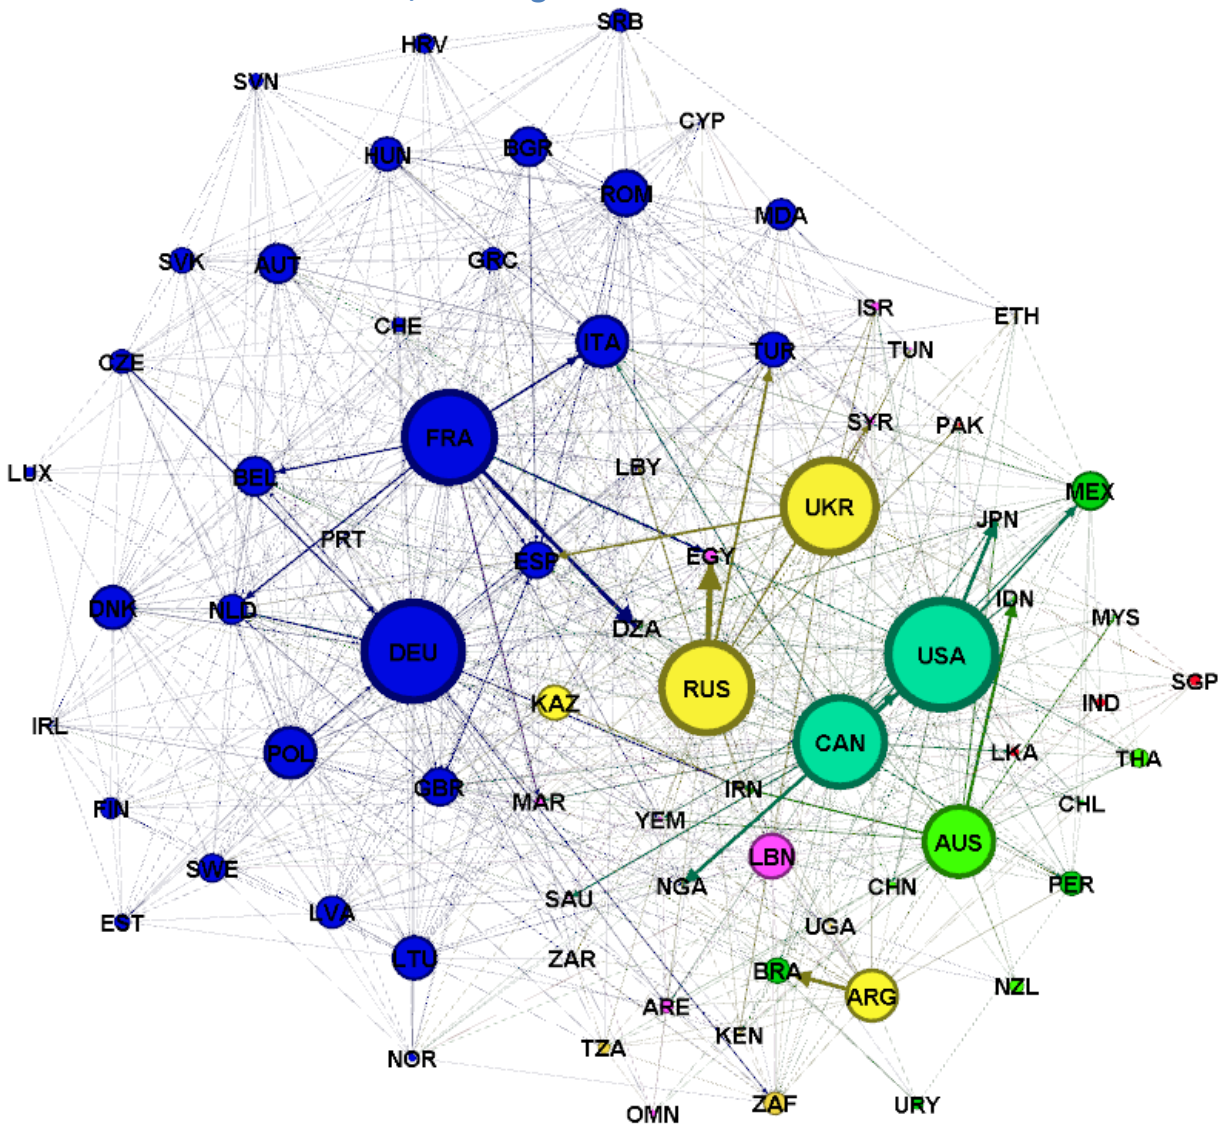 SRB
HRV
SVN
CYP
BGR
HUN
ROM
MDA
SVK
AUT
GRC
ISR
ETH
CHE
ITA
TUR
TUN
CZE
SYR
PAK
FRA
LBY
LUX
BEL
MEX
UKR
JPN
PRT
ESP
EGY
DNK
NLD
IDN
MYS
DZA
DEU
USA
RUS
SGP
KAZ
IND
IRL
POL
CAN
LKA
THA
GBR
IRN
MAR
CHL
FIN
YEM
AUS
LBN
SWE
NGA
CHN
PER
SAU
LVA
EST
UGA
LTU
ZAR
BRA
NZL
ARG
ARE
KEN
TZA
NOR
ZAF
URY
OMN